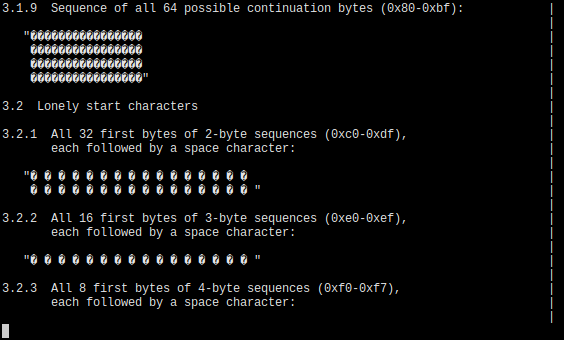 3.1.9  Sequence of all 64 possible continuation bytes (0x80-0xbf):            |
                                                                              |
   "����������������                                                          |
    ����������������                                                          |
    ����������������                                                          |
    ����������������"                                                         |
                                                                              |
3.2  Lonely start characters                                                  |
                                                                              |
3.2.1  All 32 first bytes of 2-byte sequences (0xc0-0xdf),                    |
       each followed by a space character:                                    |
                                                                              |
   "� � � � � � � � � � � � � � � �                                           |
    � � � � � � � � � � � � � � � � "                                         |
                                                                              |
3.2.2  All 16 first bytes of 3-byte sequences (0xe0-0xef),                    |
       each followed by a space character:                                    |
                                                                              |
   "� � � � � � � � � � � � � � � � "                                         |
                                                                              |
3.2.3  All 8 first bytes of 4-byte sequences (0xf0-0xf7),                     |
       each followed by a space character:                                    |
                                                                              |